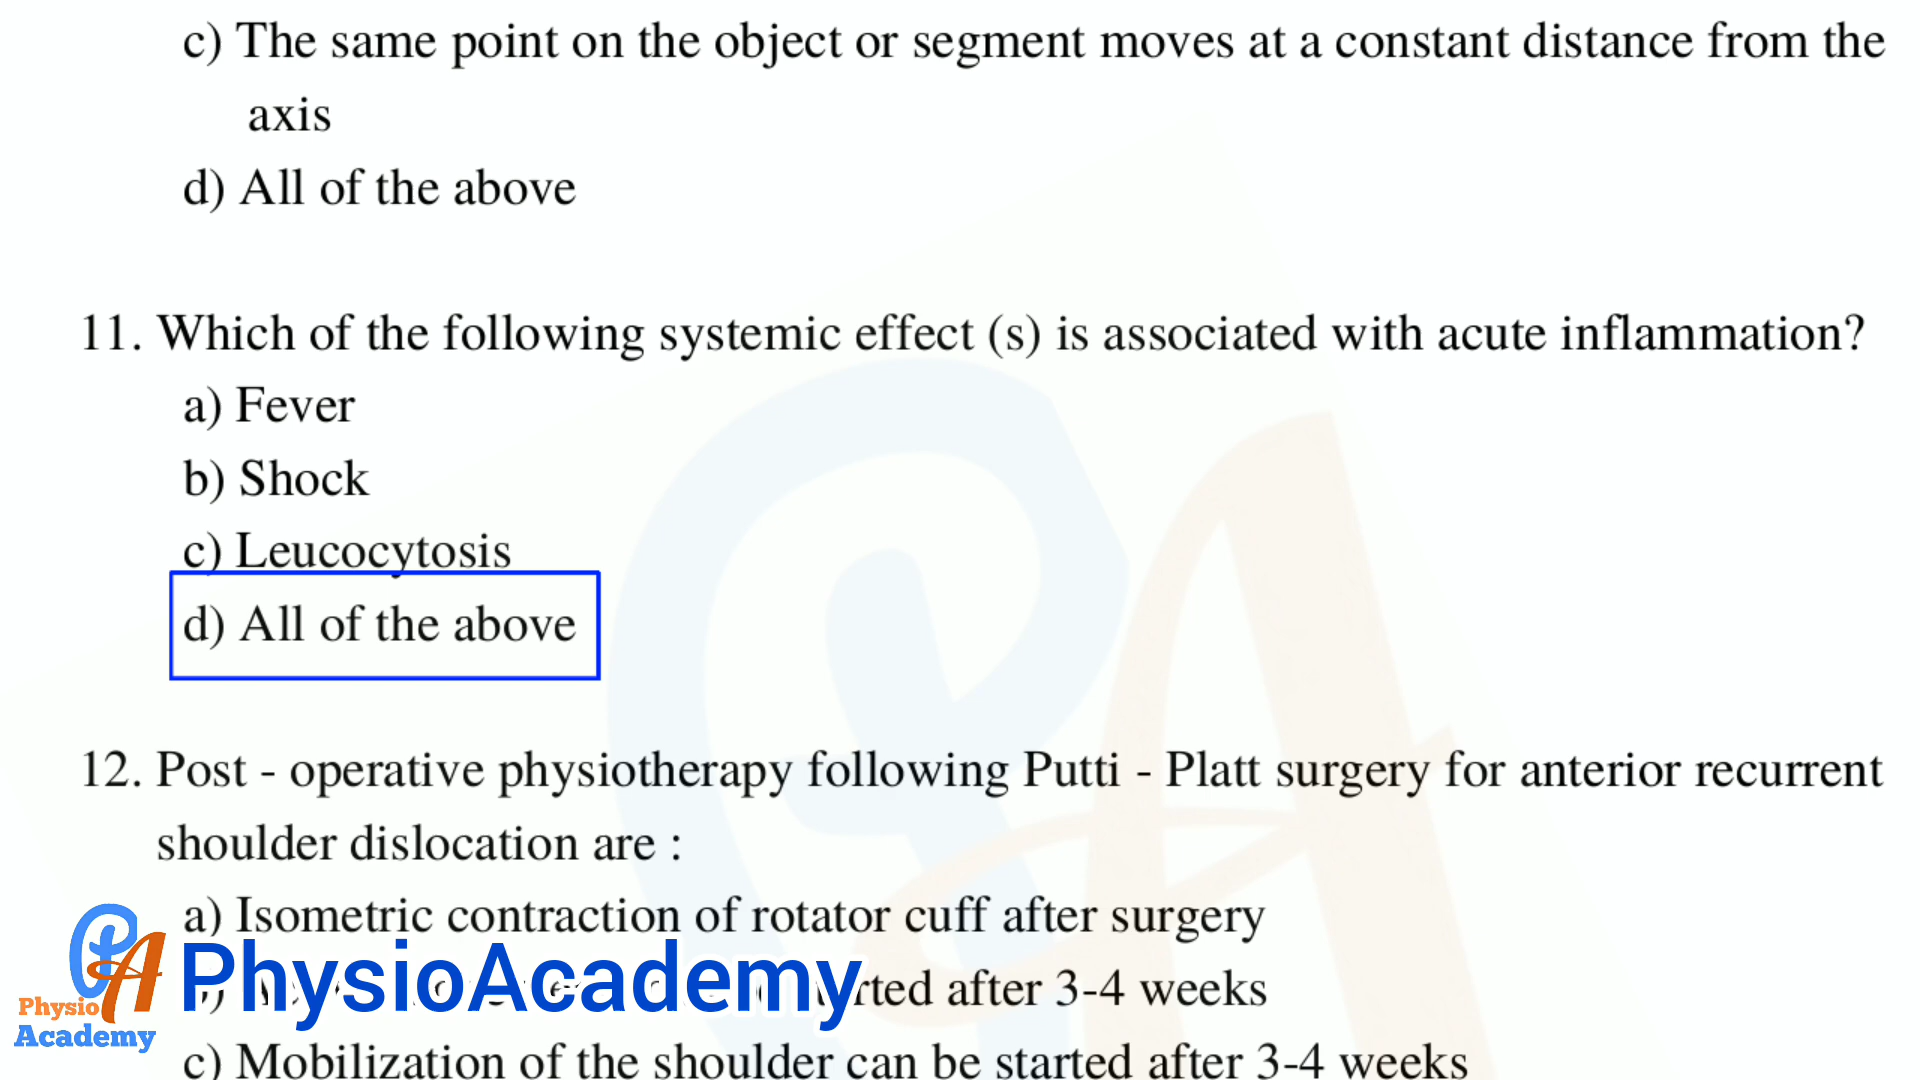 c) The same point on the object or segment moves at a constant distance from the
axis
d) All of the above
11. Which of the following systemic effect (s) is associated with acute inflammation?
a) Fever
b) Shock
c) Leucocytosis
d) All of the above
12. Post - operative physiotherapy following Putti - Platt surgery for anterior recurrent
shoulder dislocation are :
a) Isometric contraction of rotator cuff after surgery
after 3-4 weeks
PhysioAcademy
Physio
Academy
c) Mobilization of the shoulder can be started after 3-4 weeks